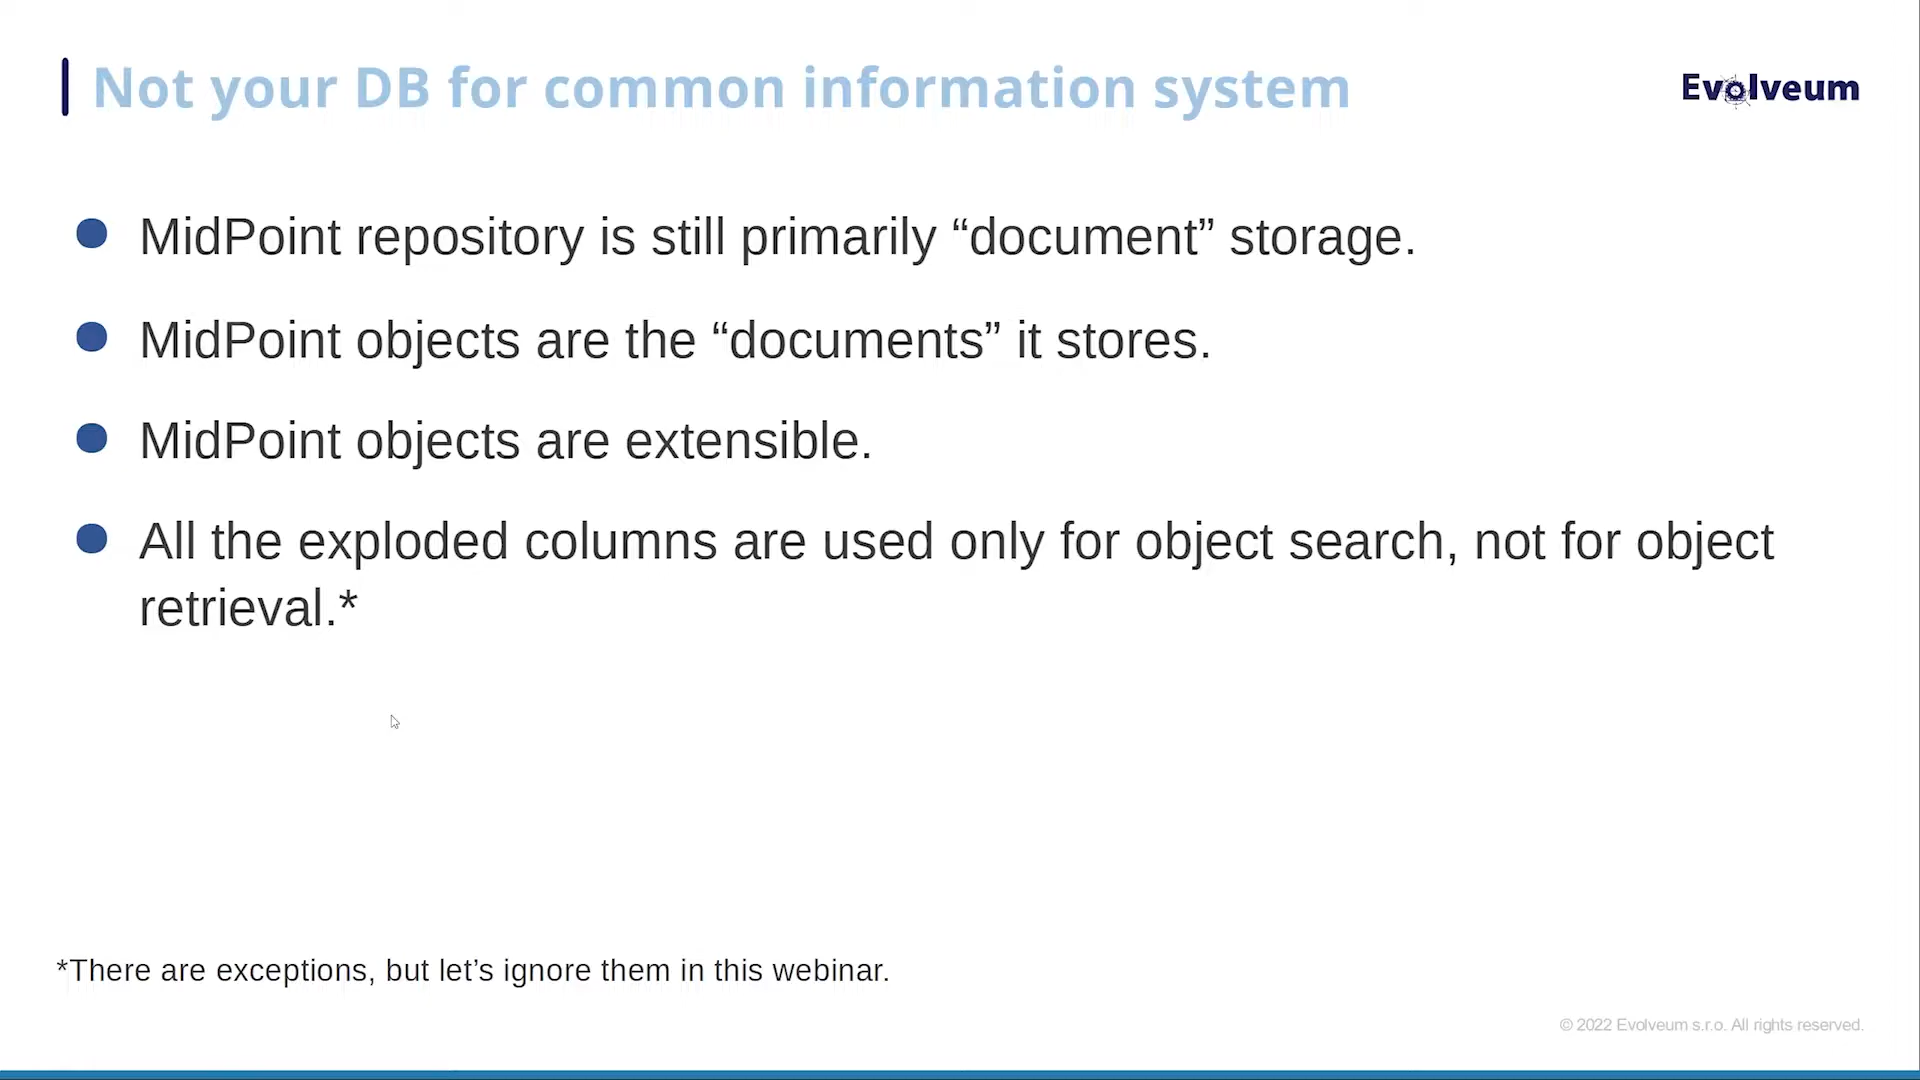 Not your DB for common information system
Evolveum
MidPoint repository is still primarily “document” storage.
MidPoint objects are the “documents” it stores.
MidPoint objects are extensible.
All the exploded columns are used only for object search, not for object
retrieval.*
*There are exceptions, but let’s ignore them in this webinar.
© 2022 Evolveum s.r.o. All rights reserved.